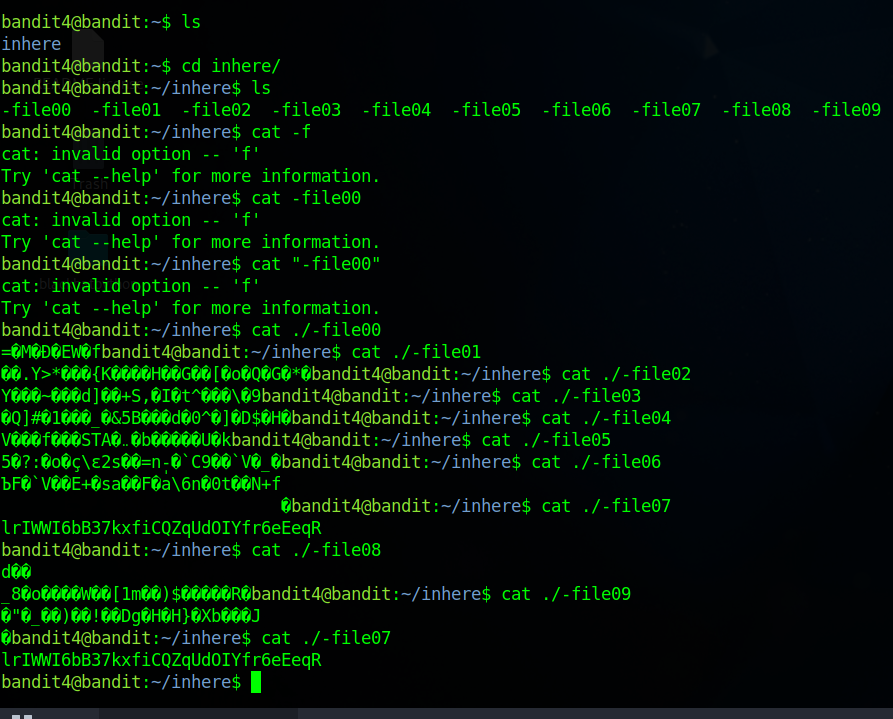 bandit4@bandit:~$ ls
inhere
bandit4@bandit:~$ cd inhere/
bandit4@bandit:~/inhere$ ls
-file00  -file01  -file02  -file03  -file04  -file05  -file06  -file07  -file08  -file09
bandit4@bandit:~/inhere$ cat -f
cat: invalid option -- 'f'
Try 'cat --help' for more information.
bandit4@bandit:~/inhere$ cat -file00
cat: invalid option -- 'f'
Try 'cat --help' for more information.
bandit4@bandit:~/inhere$ cat "-file00"
cat: invalid option -- 'f'
Try 'cat --help' for more information.
bandit4@bandit:~/inhere$ cat ./-file00
=�M�D�EW�fbandit4@bandit:~/inhere$ cat ./-file01
��.Y>*���{K����H��G��[�o�Q�G�*�bandit4@bandit:~/inhere$ cat ./-file02
Y���~���d]��+S,�I�t^���\�9bandit4@bandit:~/inhere$ cat ./-file03
�Q]#�1���_�&5B���d�0^�]�D$�H�bandit4@bandit:~/inhere$ cat ./-file04
V���f���STA�..�b�����U�kbandit4@bandit:~/inhere$ cat ./-file05
5�?:�o�ç\ε2s��=n-�`C9��`V�_�bandit4@bandit:~/inhere$ cat ./-file06
ЪF�`V��E+�sa��F�a\6n�0t��N+f
�bandit4@bandit:~/inhere$ cat ./-file07
lrIWWI6bB37kxfiCQZqUdOIYfr6eEeqR
bandit4@bandit:~/inhere$ cat ./-file08
d��
_8�o����W��[1m��)$�����R�bandit4@bandit:~/inhere$ cat ./-file09
�"�_��)��!��Dg�H�H}�Xb���J
�bandit4@bandit:~/inhere$ cat ./-file07
lrIWWI6bB37kxfiCQZqUdOIYfr6eEeqR
bandit4@bandit:~/inhere$